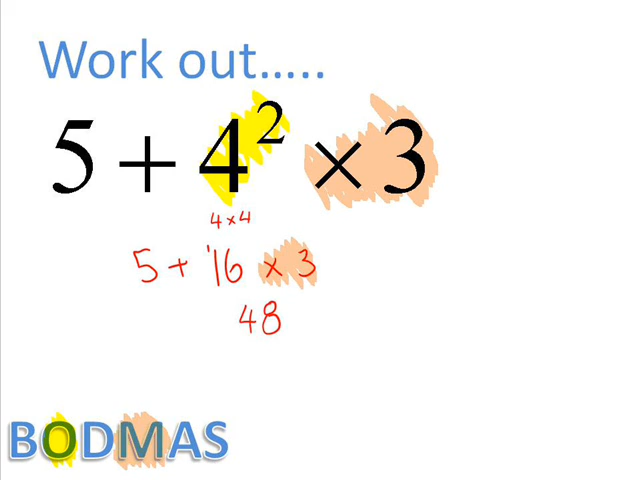 Work out…..
5 + 4² × 3
4 × 4
5 + 16 × 3
48
BODMAS